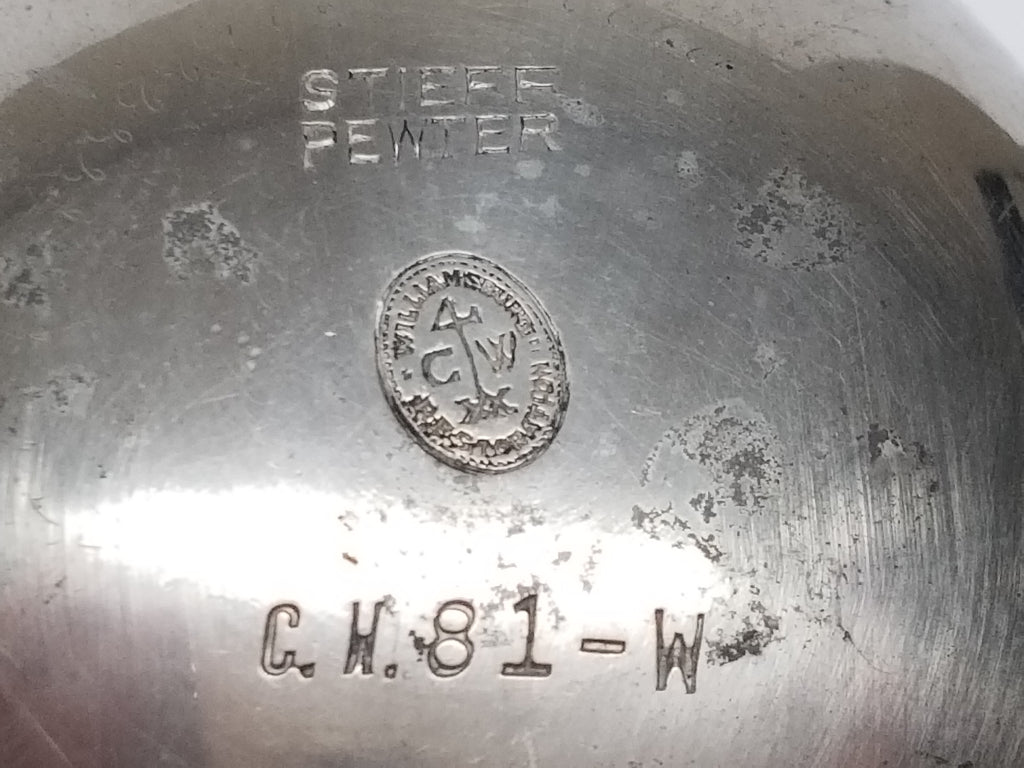 STIEFF
PEWTER
WILLIAMSBURG
C W
RESTORATION
C.W.81-W